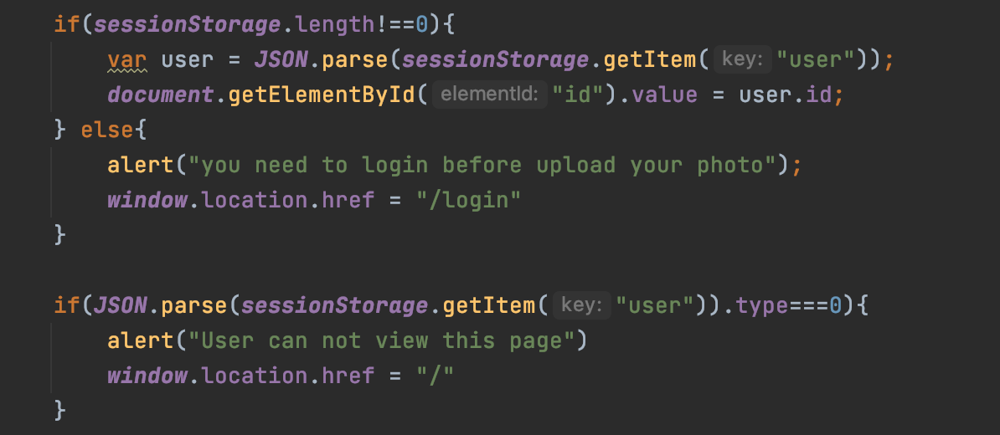 if(sessionStorage.length!==0){
    var user = JSON.parse(sessionStorage.getItem( key: "user"));
    document.getElementById( elementId: "id").value = user.id;
} else{
    alert("you need to login before upload your photo");
    window.location.href = "/login"
}

if(JSON.parse(sessionStorage.getItem( key: "user")).type===0){
    alert("User can not view this page")
    window.location.href = "/"
}